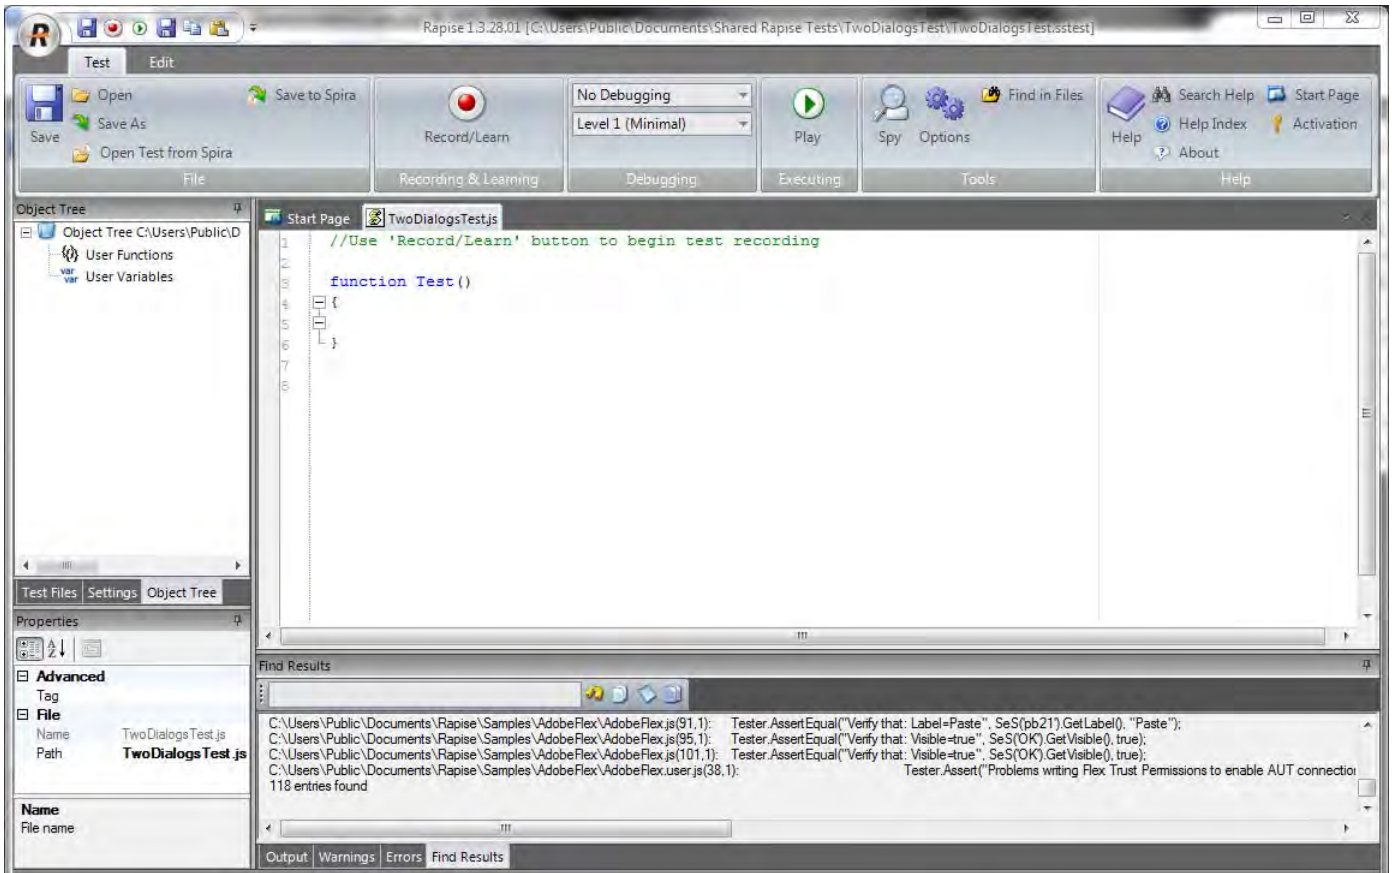 Rapise 1.3.28.01 [C:\Users\Public\Documents\Shared Rapise Tests\TwoDialogsTest\TwoDialogsTest.sstest]
Test Edit
Save
Open
Save As
Open Test from Spira
Save to Spira
File
Record/Learn
Recording & Learning
No Debugging
Level 1 (Minimal)
Debugging
Play
Executing
Spy
Options
Find in Files
Tools
Help
Search Help
Help Index
About
Start Page
Activation
Help
Object Tree
Object Tree C:\Users\Public\D
User Functions
var var User Variables
Test Files Settings Object Tree
Start Page TwoDialogsTest.js
1 //Use 'Record/Learn' button to begin test recording
2
3 function Test()
4 {
5
6 }
7
8
Properties
Advanced
Tag
File
Name TwoDialogsTest.js
Path TwoDialogsTest.js
Name
File name
Find Results
C:\Users\Public\Documents\Rapise\Samples\AdobeFlex\AdobeFlex.js(91,1): Tester.AssertEqual("Verify that: Label=Paste", SeS('pb21').GetLabel(), "Paste");
C:\Users\Public\Documents\Rapise\Samples\AdobeFlex\AdobeFlex.js(95,1): Tester.AssertEqual("Verify that: Visible=true", SeS('OK').GetVisible(), true);
C:\Users\Public\Documents\Rapise\Samples\AdobeFlex\AdobeFlex.js(101,1): Tester.AssertEqual("Verify that: Visible=true", SeS('OK').GetVisible(), true);
C:\Users\Public\Documents\Rapise\Samples\AdobeFlex\AdobeFlex.user.js(38,1): Tester.Assert("Problems writing Flex Trust Permissions to enable AUT connection
118 entries found
Output Warnings Errors Find Results